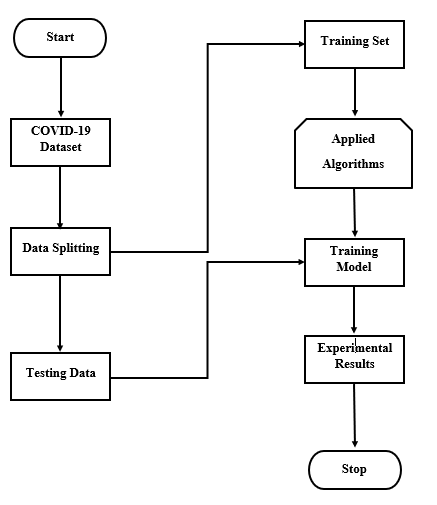 Start
COVID-19
Dataset
Data Splitting
Testing Data
Training Set
Applied
Algorithms
Training
Model
Experimental
Results
Stop